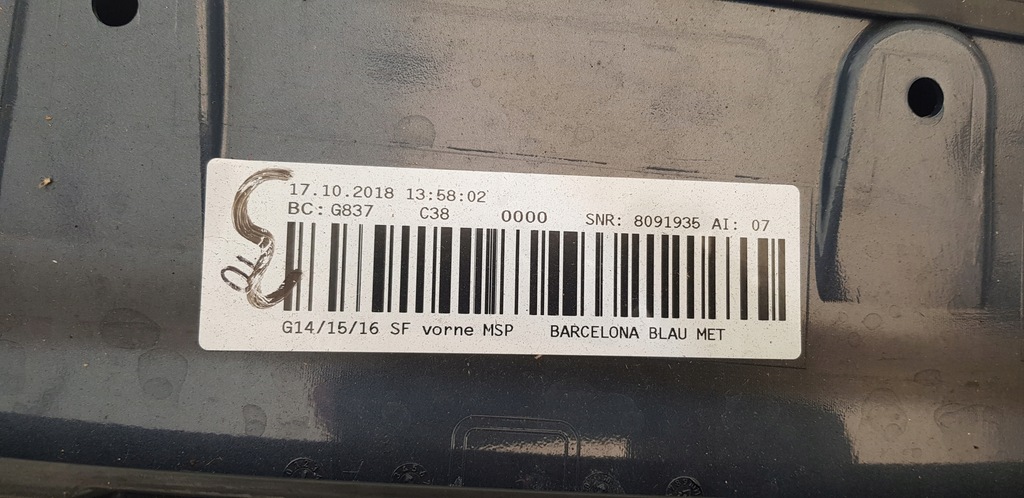 17.10.2018 13:58:02
BC: G837 C38 0000 SNR: 8091935 AI: 07
G14/15/16 SF vorne MSP BARCELONA BLAU MET